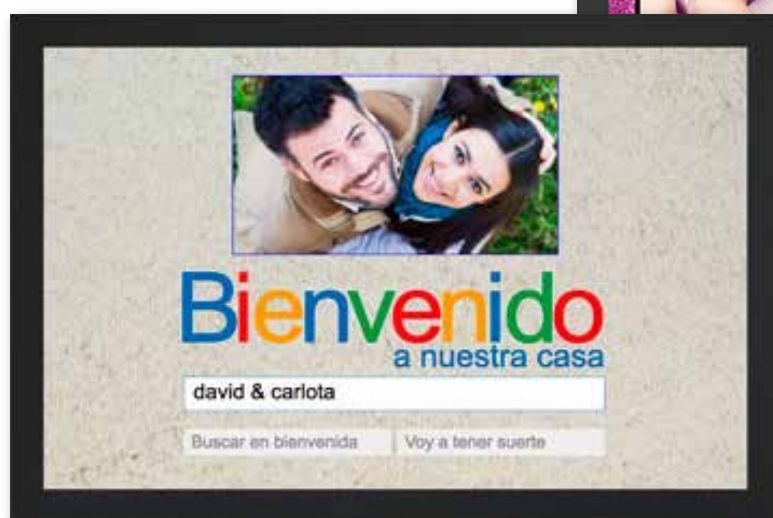 Bienvenido
a nuestra casa
david & carlota
Buscar en bienvenida Voy a tener suerte